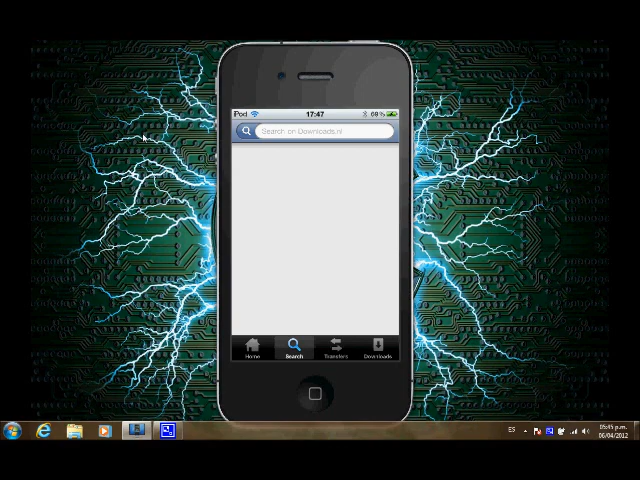 iPod 17:47 69%
Search on Downloads.nl
Home Search Transfers Downloads
ES 05:45 p.m.
06/04/2012